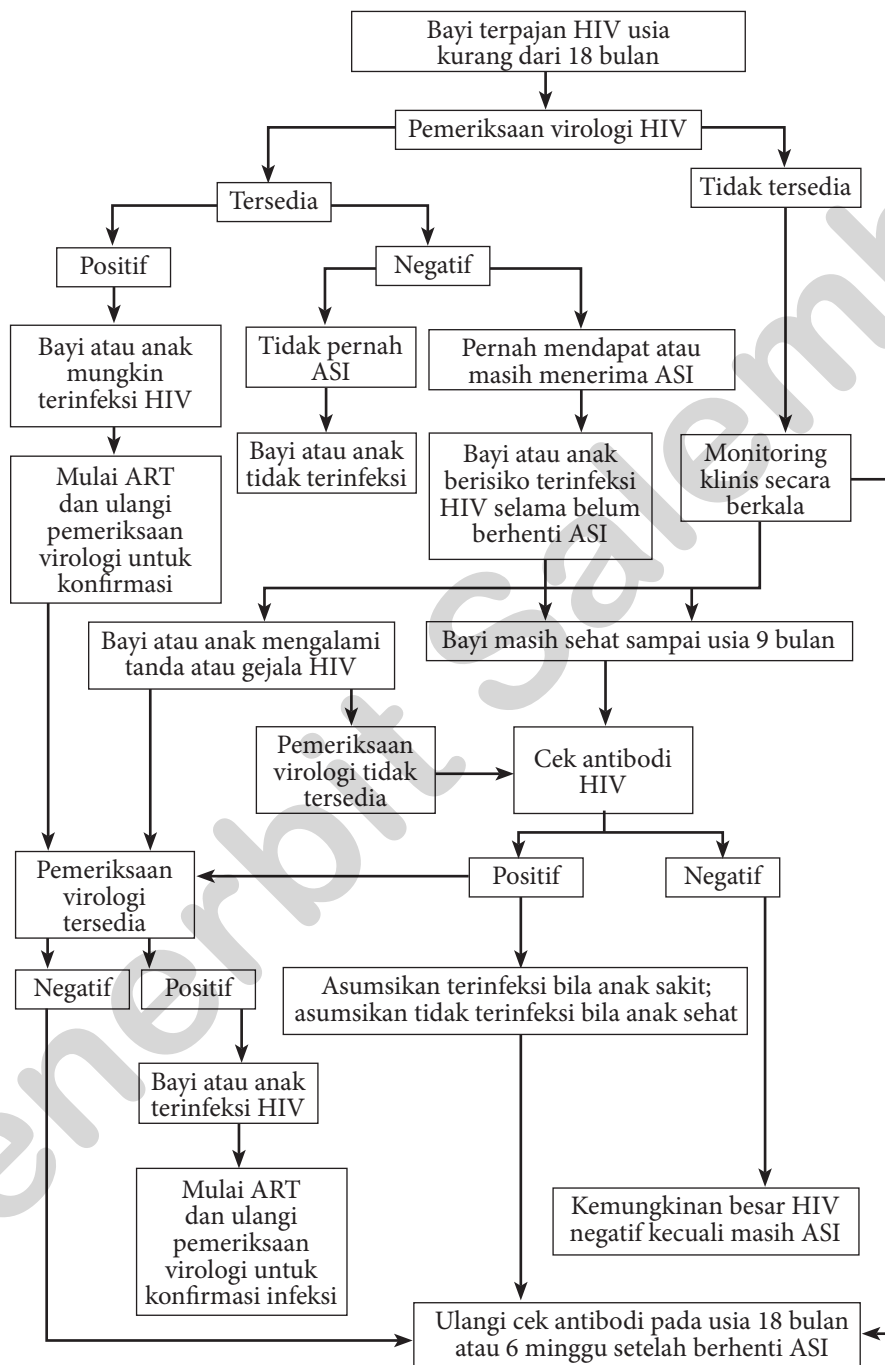 Bayi terpajan HIV usia
kurang dari 18 bulan
Pemeriksaan virologi HIV
Tersedia
Tidak tersedia
Positif
Negatif
Bayi atau anak
mungkin
terinfeksi HIV
Tidak pernah
ASI
Pernah mendapat atau
masih menerima ASI
Mulai ART
dan ulangi
pemeriksaan
virologi untuk
konfirmasi
Bayi atau anak
tidak terinfeksi
Bayi atau anak
berisiko terinfeksi
HIV selama belum
berhenti ASI
Monitoring
klinis secara
berkala
Bayi atau anak mengalami
tanda atau gejala HIV
Bayi masih sehat sampai usia 9 bulan
Pemeriksaan
virologi tidak
tersedia
Cek antibodi
HIV
Pemeriksaan
virologi
tersedia
Positif
Negatif
Negatif
Positif
Asumsikan terinfeksi bila anak sakit;
asumsikan tidak terinfeksi bila anak sehat
Bayi atau anak
terinfeksi HIV
Mulai ART
dan ulangi
pemeriksaan
virologi untuk
konfirmasi infeksi
Kemungkinan besar HIV
negatif kecuali masih ASI
Ulangi cek antibodi pada usia 18 bulan
atau 6 minggu setelah berhenti ASI
enerbit Salemb